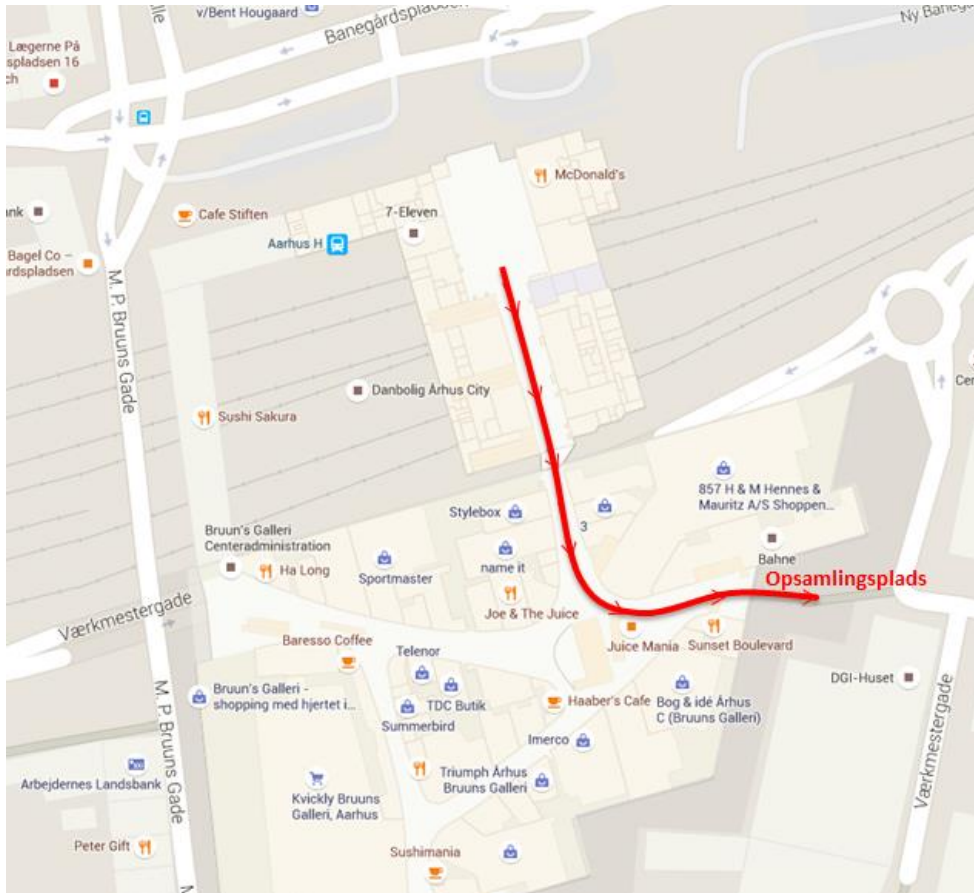 v/Bent Hougaard
Banegårdspladsen
Ny Baneg
Lægerne På
spladsen 16
ch
McDonald's
7-Eleven
Cafe Stiften
ank
Aarhus H
Bagel Co –
rdspladsen
M. P. Bruuns Gade
Danbolig Århus City
Cer
Sushi Sakura
857 H & M Hennes &
Mauritz A/S Shoppen...
Stylebox
3
Bruun's Galleri
Centeradministration
Bahne
name it
Ha Long
Sportmaster
Opsamlingsplads
Joe & The Juice
Værkmestergade
Baresso Coffee
Juice Mania
Sunset Boulevard
Telenor
DGI-Huset
Bruun's Galleri -
shopping med hjertet i...
TDC Butik
Summerbird
Haaber's Cafe
Bog & idé Århus
C (Bruuns Galleri)
M. P. Bruuns Gade
Imerco
Værkmestergade
Triumph Århus
Bruuns Galleri
Arbejdernes Landsbank
Kvickly Bruuns
Galleri, Aarhus
Peter Gift
Sushimania